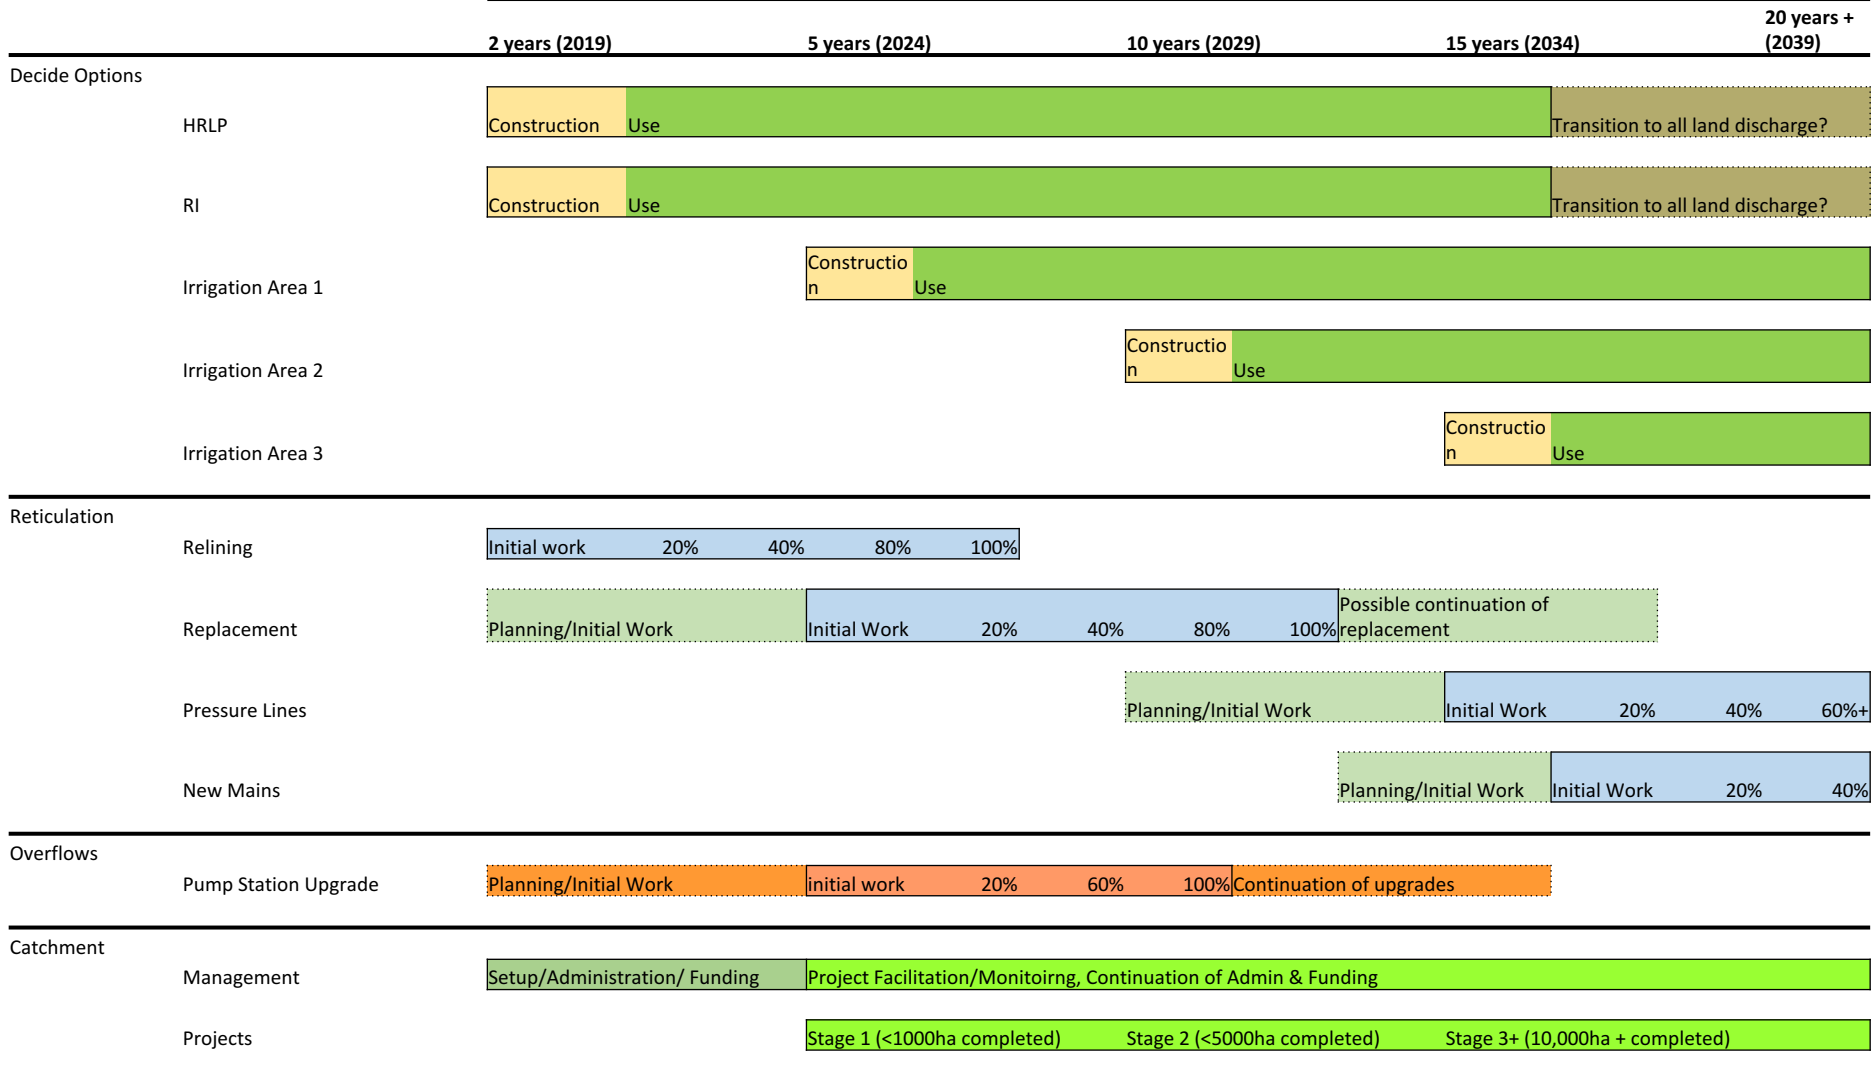 20 years +
2 years (2019) 5 years (2024) 10 years (2029) 15 years (2034) (2039)
Decide Options
HRLP Construction Use Transition to all land discharge?
RI Construction Use Transition to all land discharge?
Constructio
Irrigation Area 1 n Use
Constructio
Irrigation Area 2 n Use
Constructio
Irrigation Area 3 n Use
Reticulation
Relining Initial work 20% 40% 80% 100%
Possible continuation of
Replacement Planning/Initial Work Initial Work 20% 40% 80% 100% replacement
Pressure Lines Planning/Initial Work Initial Work 20% 40% 60%+
New Mains Planning/Initial Work Initial Work 20% 40%
Overflows
Pump Station Upgrade Planning/Initial Work initial work 20% 60% 100% Continuation of upgrades
Catchment
Management Setup/Administration/ Funding Project Facilitation/Monitoirng, Continuation of Admin & Funding
Projects Stage 1 (<1000ha completed) Stage 2 (<5000ha completed) Stage 3+ (10,000ha + completed)